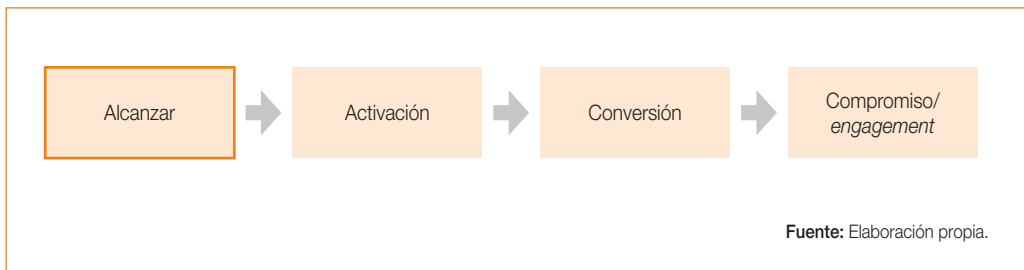 Alcanzar
Activación
Conversión
Compromiso/
engagement
Fuente: Elaboración propia.